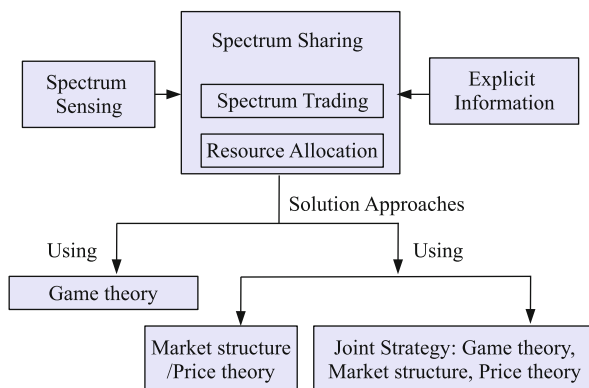 Spectrum Sharing
Spectrum
Sensing
Spectrum Trading
Resource Allocation
Explicit
Information
Solution Approaches
Using
Using
Game theory
Market structure
/Price theory
Joint Strategy: Game theory,
Market structure, Price theory